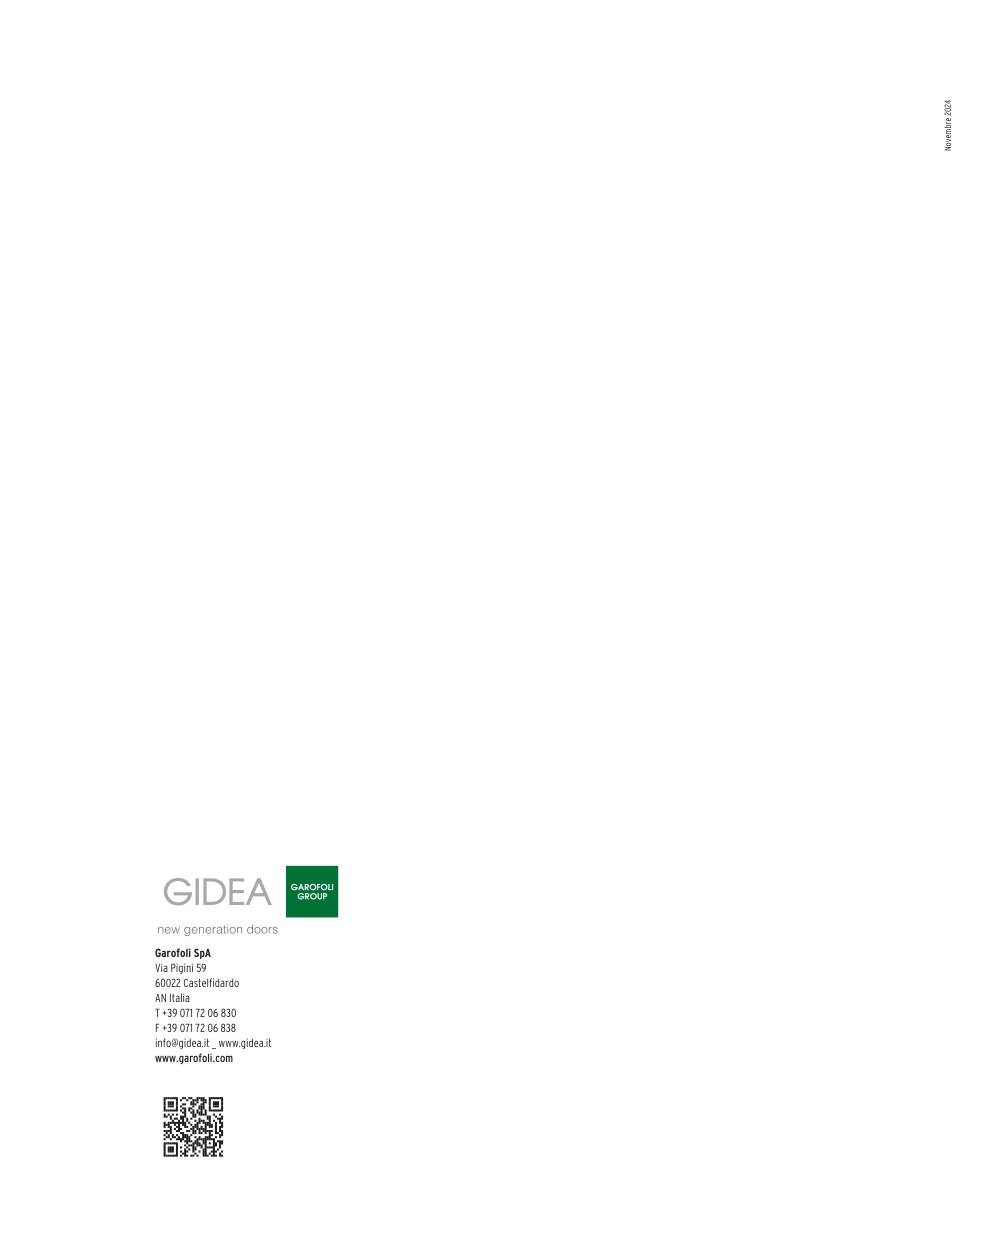 Novembre 2024
GIDEA
GAROFOLI
GROUP
new generation doors
Garofoli SpA
Via Pigini 59
60022 Castelfidardo
AN Italia
T +39 071 72 06 830
F +39 071 72 06 838
info@gidea.it _ www.gidea.it
www.garofoli.com